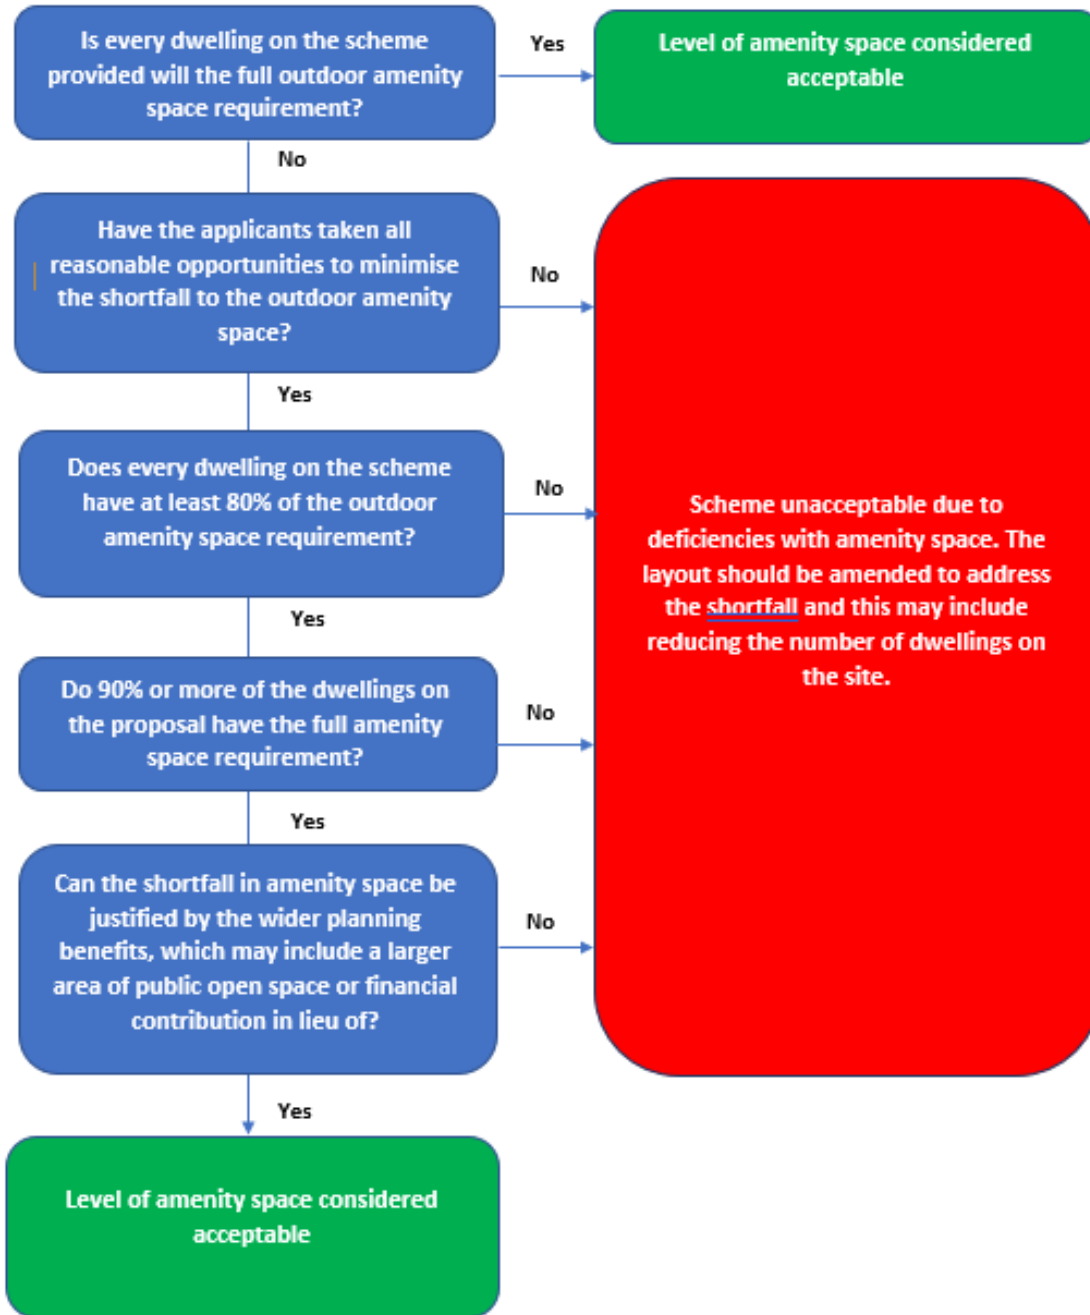 Is every dwelling on the scheme
provided will the full outdoor amenity
space requirement?
Yes
Level of amenity space considered
acceptable
No
Have the applicants taken all
reasonable opportunities to minimise
the shortfall to the outdoor amenity
space?
No
Yes
Does every dwelling on the scheme
have at least 80% of the outdoor
amenity space requirement?
No
Yes
Do 90% or more of the dwellings on
the proposal have the full amenity
space requirement?
No
Yes
Can the shortfall in amenity space be
justified by the wider planning
benefits, which may include a larger
area of public open space or financial
contribution in lieu of?
No
Yes
Level of amenity space considered
acceptable
Scheme unacceptable due to
deficiencies with amenity space. The
layout should be amended to address
the shortfall and this may include
reducing the number of dwellings on
the site.